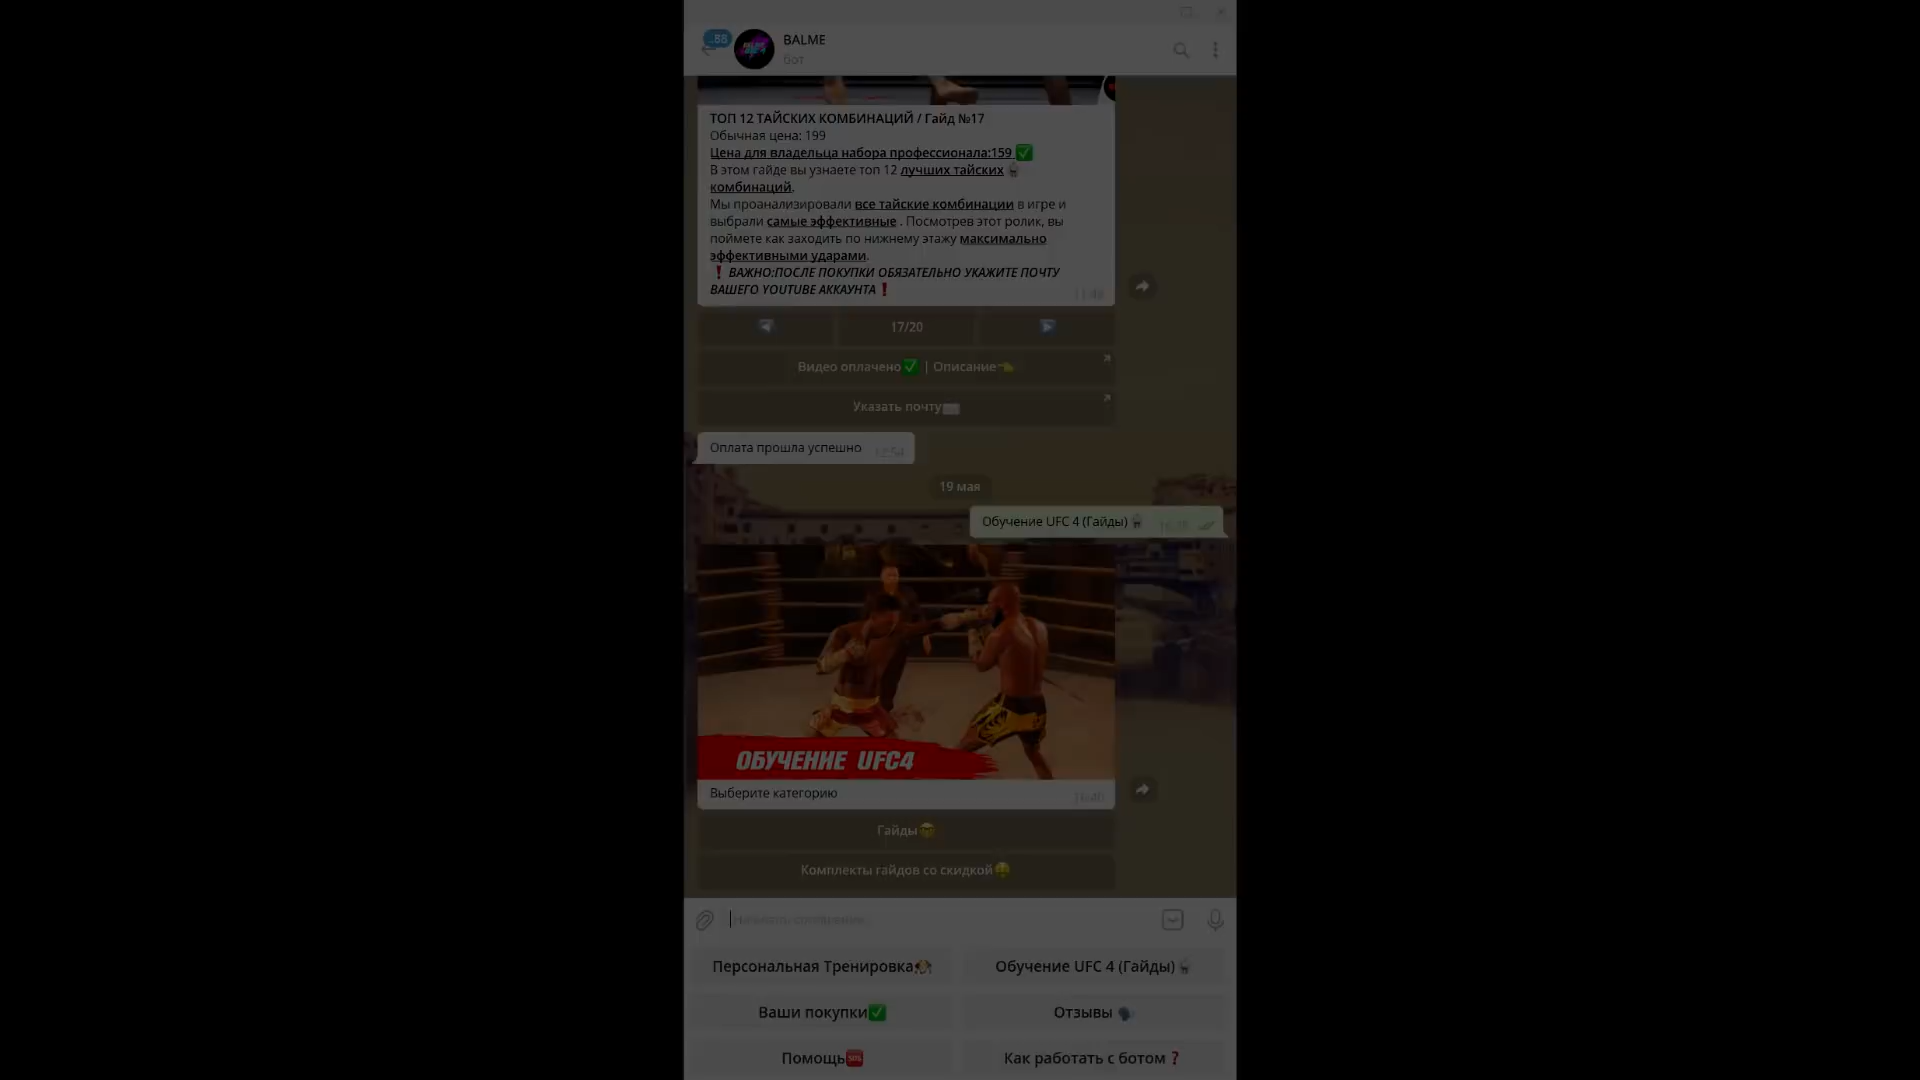 ..88
BALME
бот
ТОП 12 ТАЙСКИХ КОМБИНАЦИЙ / Гайд №17
Обычная цена: 199
Цена для владельца набора профессионала:159 ✅
В этом гайде вы узнаете топ 12 лучших тайских
комбинаций.
Мы проанализировали все тайские комбинации в игре и
выбрали самые эффективные . Посмотрев этот ролик, вы
поймете как заходить по нижнему этажу максимально
эффективными ударами.
❗ ВАЖНО:ПОСЛЕ ПОКУПКИ ОБЯЗАТЕЛЬНО УКАЖИТЕ ПОЧТУ
ВАШЕГО YOUTUBE АККАУНТА❗
17/20
Видео оплачено✅ | Описание
Указать почту
Оплата прошла успешно 12:54
19 мая
Обучение UFC 4 (Гайды)
ОБУЧЕНИЕ UFC4
Выберите категорию 16:40
Гайды
Комплекты гайдов со скидкой
Персональная Тренировка
Обучение UFC 4 (Гайды)
Ваши покупки✅
Отзывы
Помощь🆘
Как работать с ботом ❓